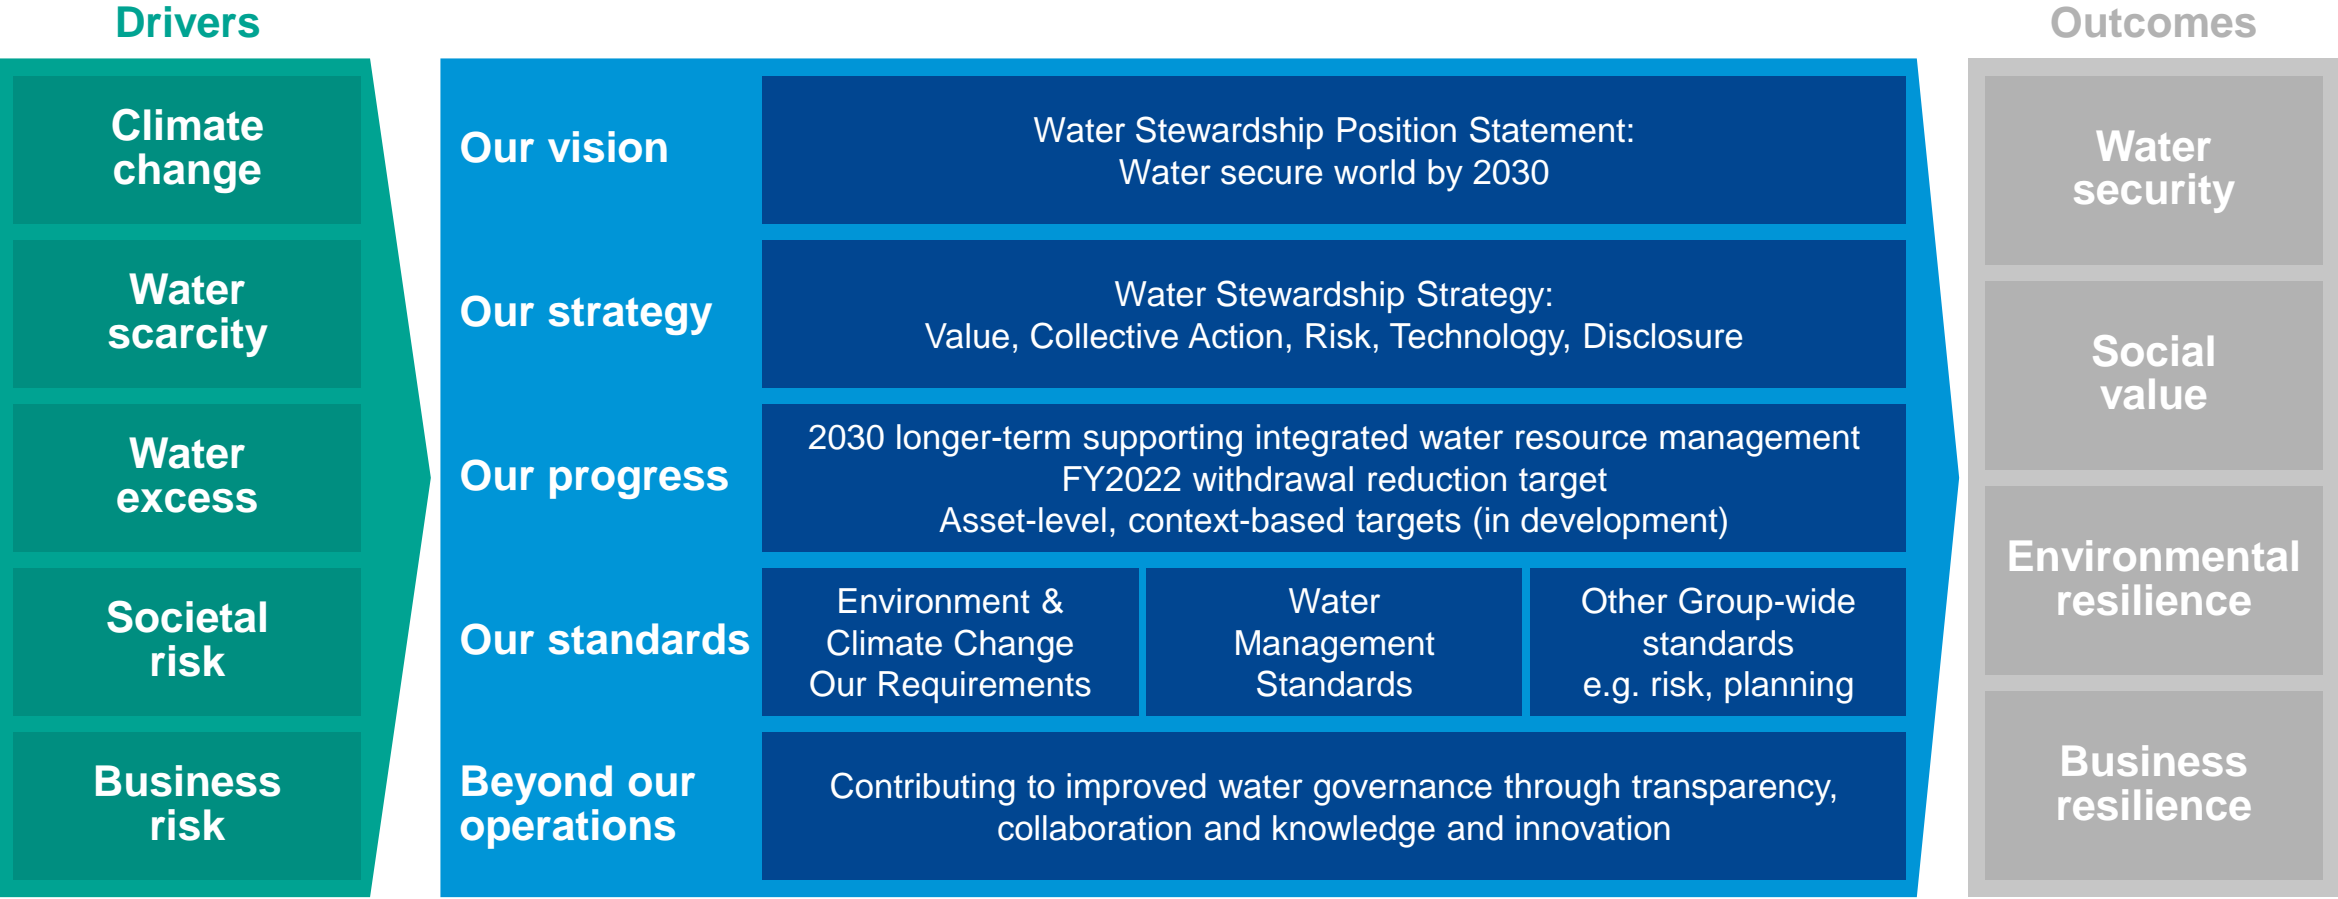 Drivers
Climate
change
Water
scarcity
Water
excess
Societal
risk
Business
risk
Our vision
Water Stewardship Position Statement:
Water secure world by 2030
Our strategy
Water Stewardship Strategy:
Value, Collective Action, Risk, Technology, Disclosure
Our progress
2030 longer-term supporting integrated water resource management
FY2022 withdrawal reduction target
Asset-level, context-based targets (in development)
Our standards
Environment &
Climate Change
Our Requirements
Water
Management
Standards
Other Group-wide
standards
e.g. risk, planning
Beyond our
operations
Contributing to improved water governance through transparency,
collaboration and knowledge and innovation
Outcomes
Water
security
Social
value
Environmental
resilience
Business
resilience